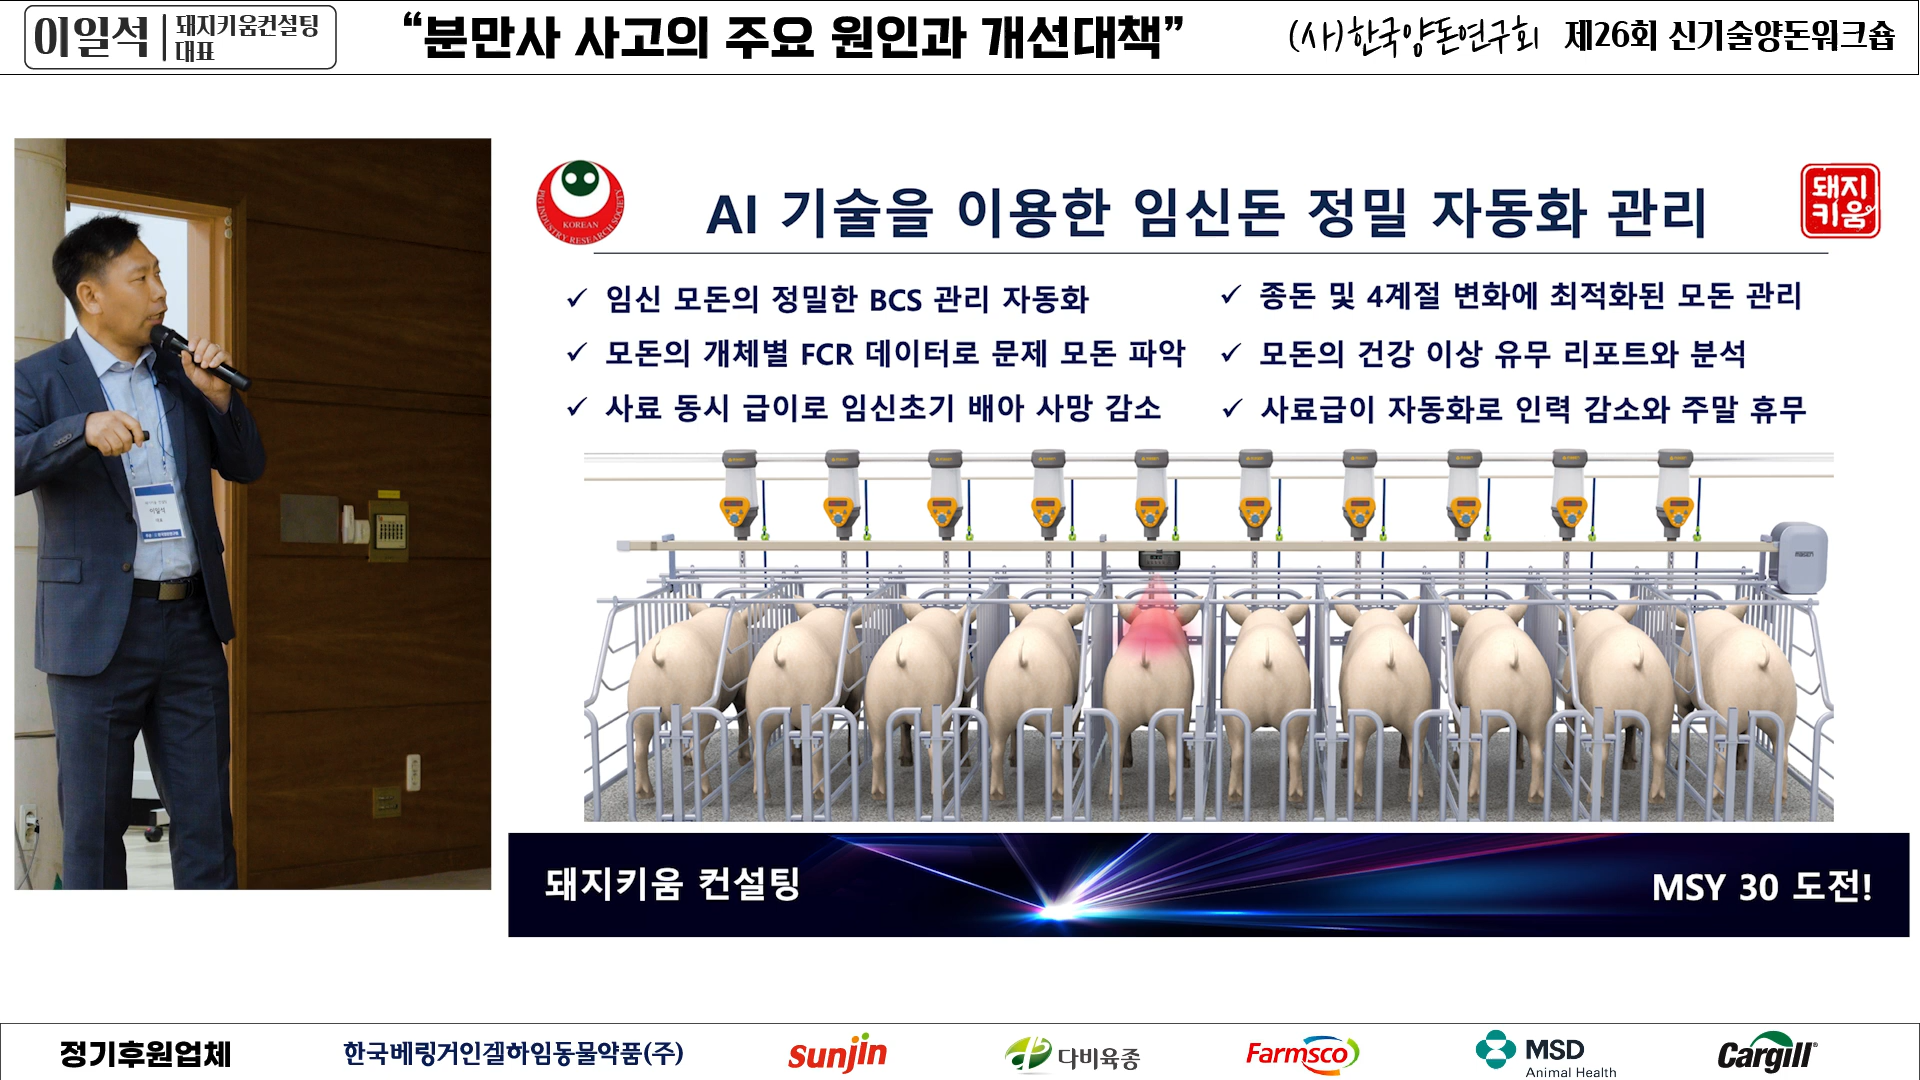 이일석
돼지키움컨설팅
대표
“분만사 사고의 주요 원인과 개선대책”
(사)한국양돈연구회 제26회 신기술양돈워크숍
KOREAN
PIG INDUSTRY RESEARCH SOCIETY
AI 기술을 이용한 임신돈 정밀 자동화 관리
돼지
키움
✓ 임신 모돈의 정밀한 BCS 관리 자동화
✓ 모돈의 개체별 FCR 데이터로 문제 모돈 파악
✓ 사료 동시 급이로 임신초기 배아 사망 감소
✓ 종돈 및 4계절 변화에 최적화된 모돈 관리
✓ 모돈의 건강 이상 유무 리포트와 분석
✓ 사료급이 자동화로 인력 감소와 주말 휴무
이일석
돼지키움 컨설팅
MSY 30 도전!
정기후원업체
한국베링거인겔하임동물약품(주)
sunjin
다비육종
Farmsco
MSD
Animal Health
Cargill